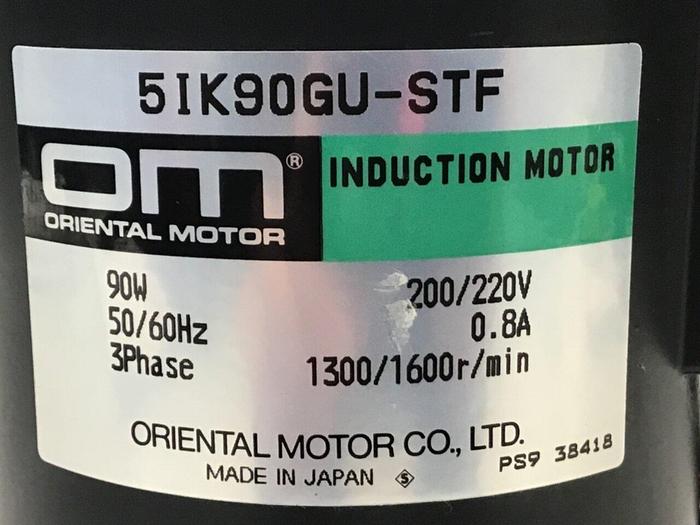 5IK90GU-STF
om®
ORIENTAL MOTOR
INDUCTION MOTOR
90W 200/220V
50/60Hz 0.8A
3Phase 1300/1600r/min
ORIENTAL MOTOR CO., LTD.
MADE IN JAPAN S PS9 38418